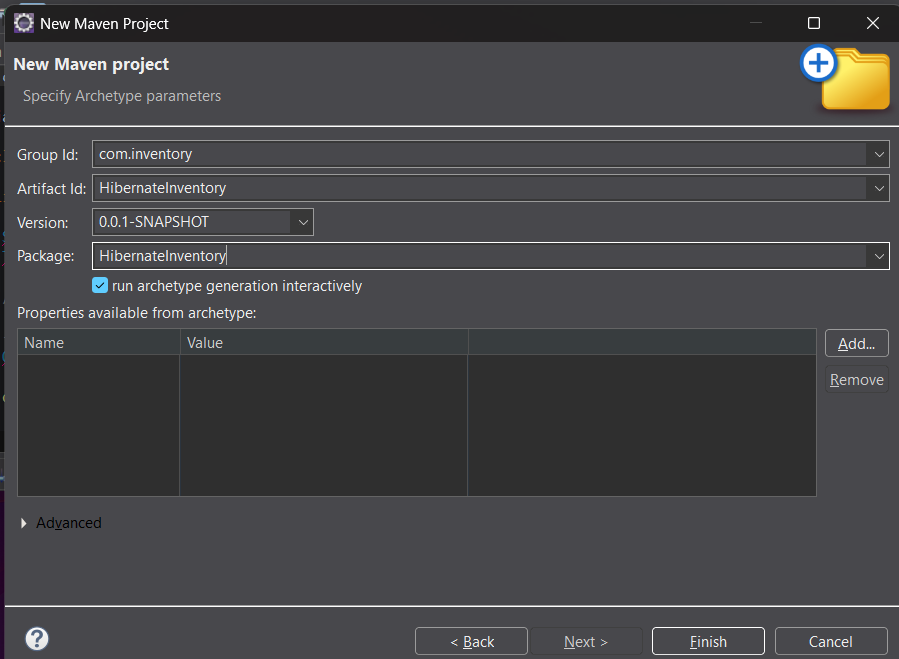 New Maven Project
New Maven project
Specify Archetype parameters
Group Id: com.inventory
Artifact Id: HibernateInventory
Version: 0.0.1-SNAPSHOT
Package: HibernateInventory
run archetype generation interactively
Properties available from archetype:
Name Value
Add...
Remove
Advanced
? < Back Next > Finish Cancel